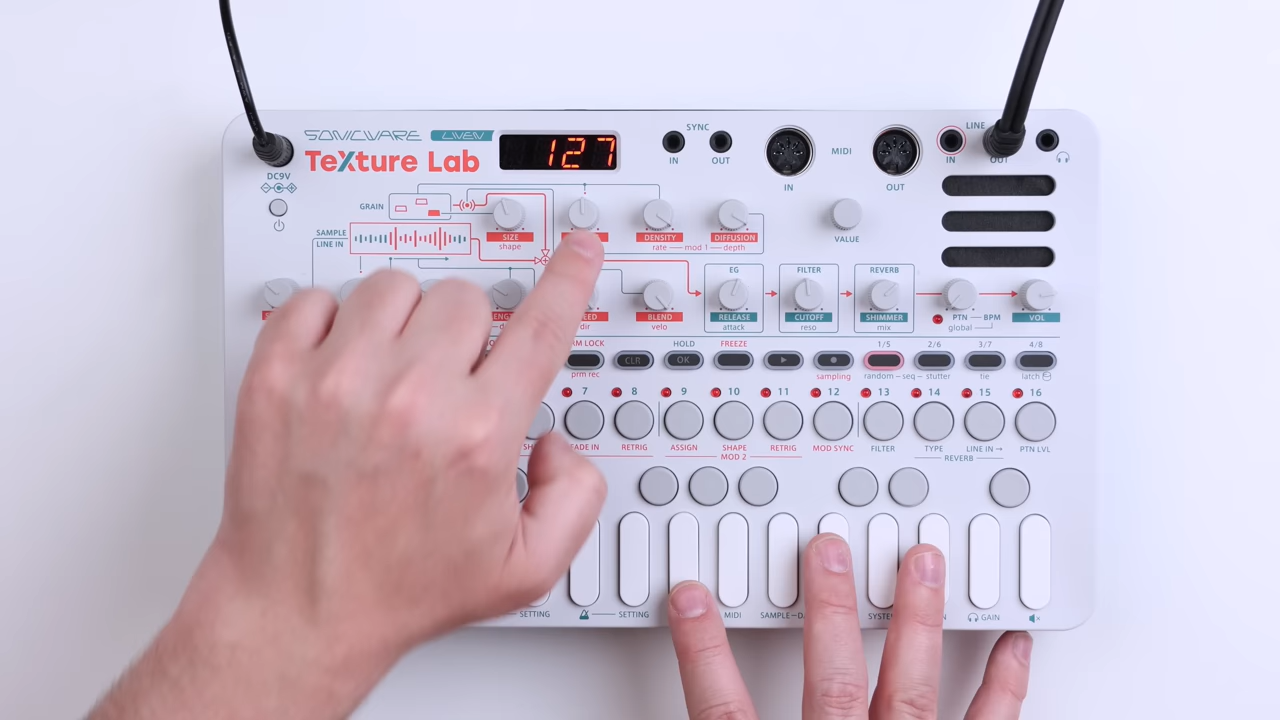 SONICWARE LIVEN
TeXture Lab
127
SYNC
IN OUT
MIDI
IN OUT
LINE
IN OUT
DC9V
GRAIN
SAMPLE
LINE IN
SIZE
shape
DENSITY
DIFFUSION
rate mod 1 depth
VALUE
BLEND
velo
dir
EG
RELEASE
attack
FILTER
CUTOFF
reso
REVERB
SHIMMER
mix
PTN BPM
global
VOL
HOLD
FREEZE
1/5 2/6 3/7 4/8
CLR OK
prm rec
sampling
random seq stutter
tie
latch
7 8 9 10 11 12 13 14 15 16
RETRIG ASSIGN SHAPE RETRIG MOD SYNC FILTER TYPE LINE IN→ PTN LVL
MOD 2
REVERB
SETTING SETTING MIDI GAIN